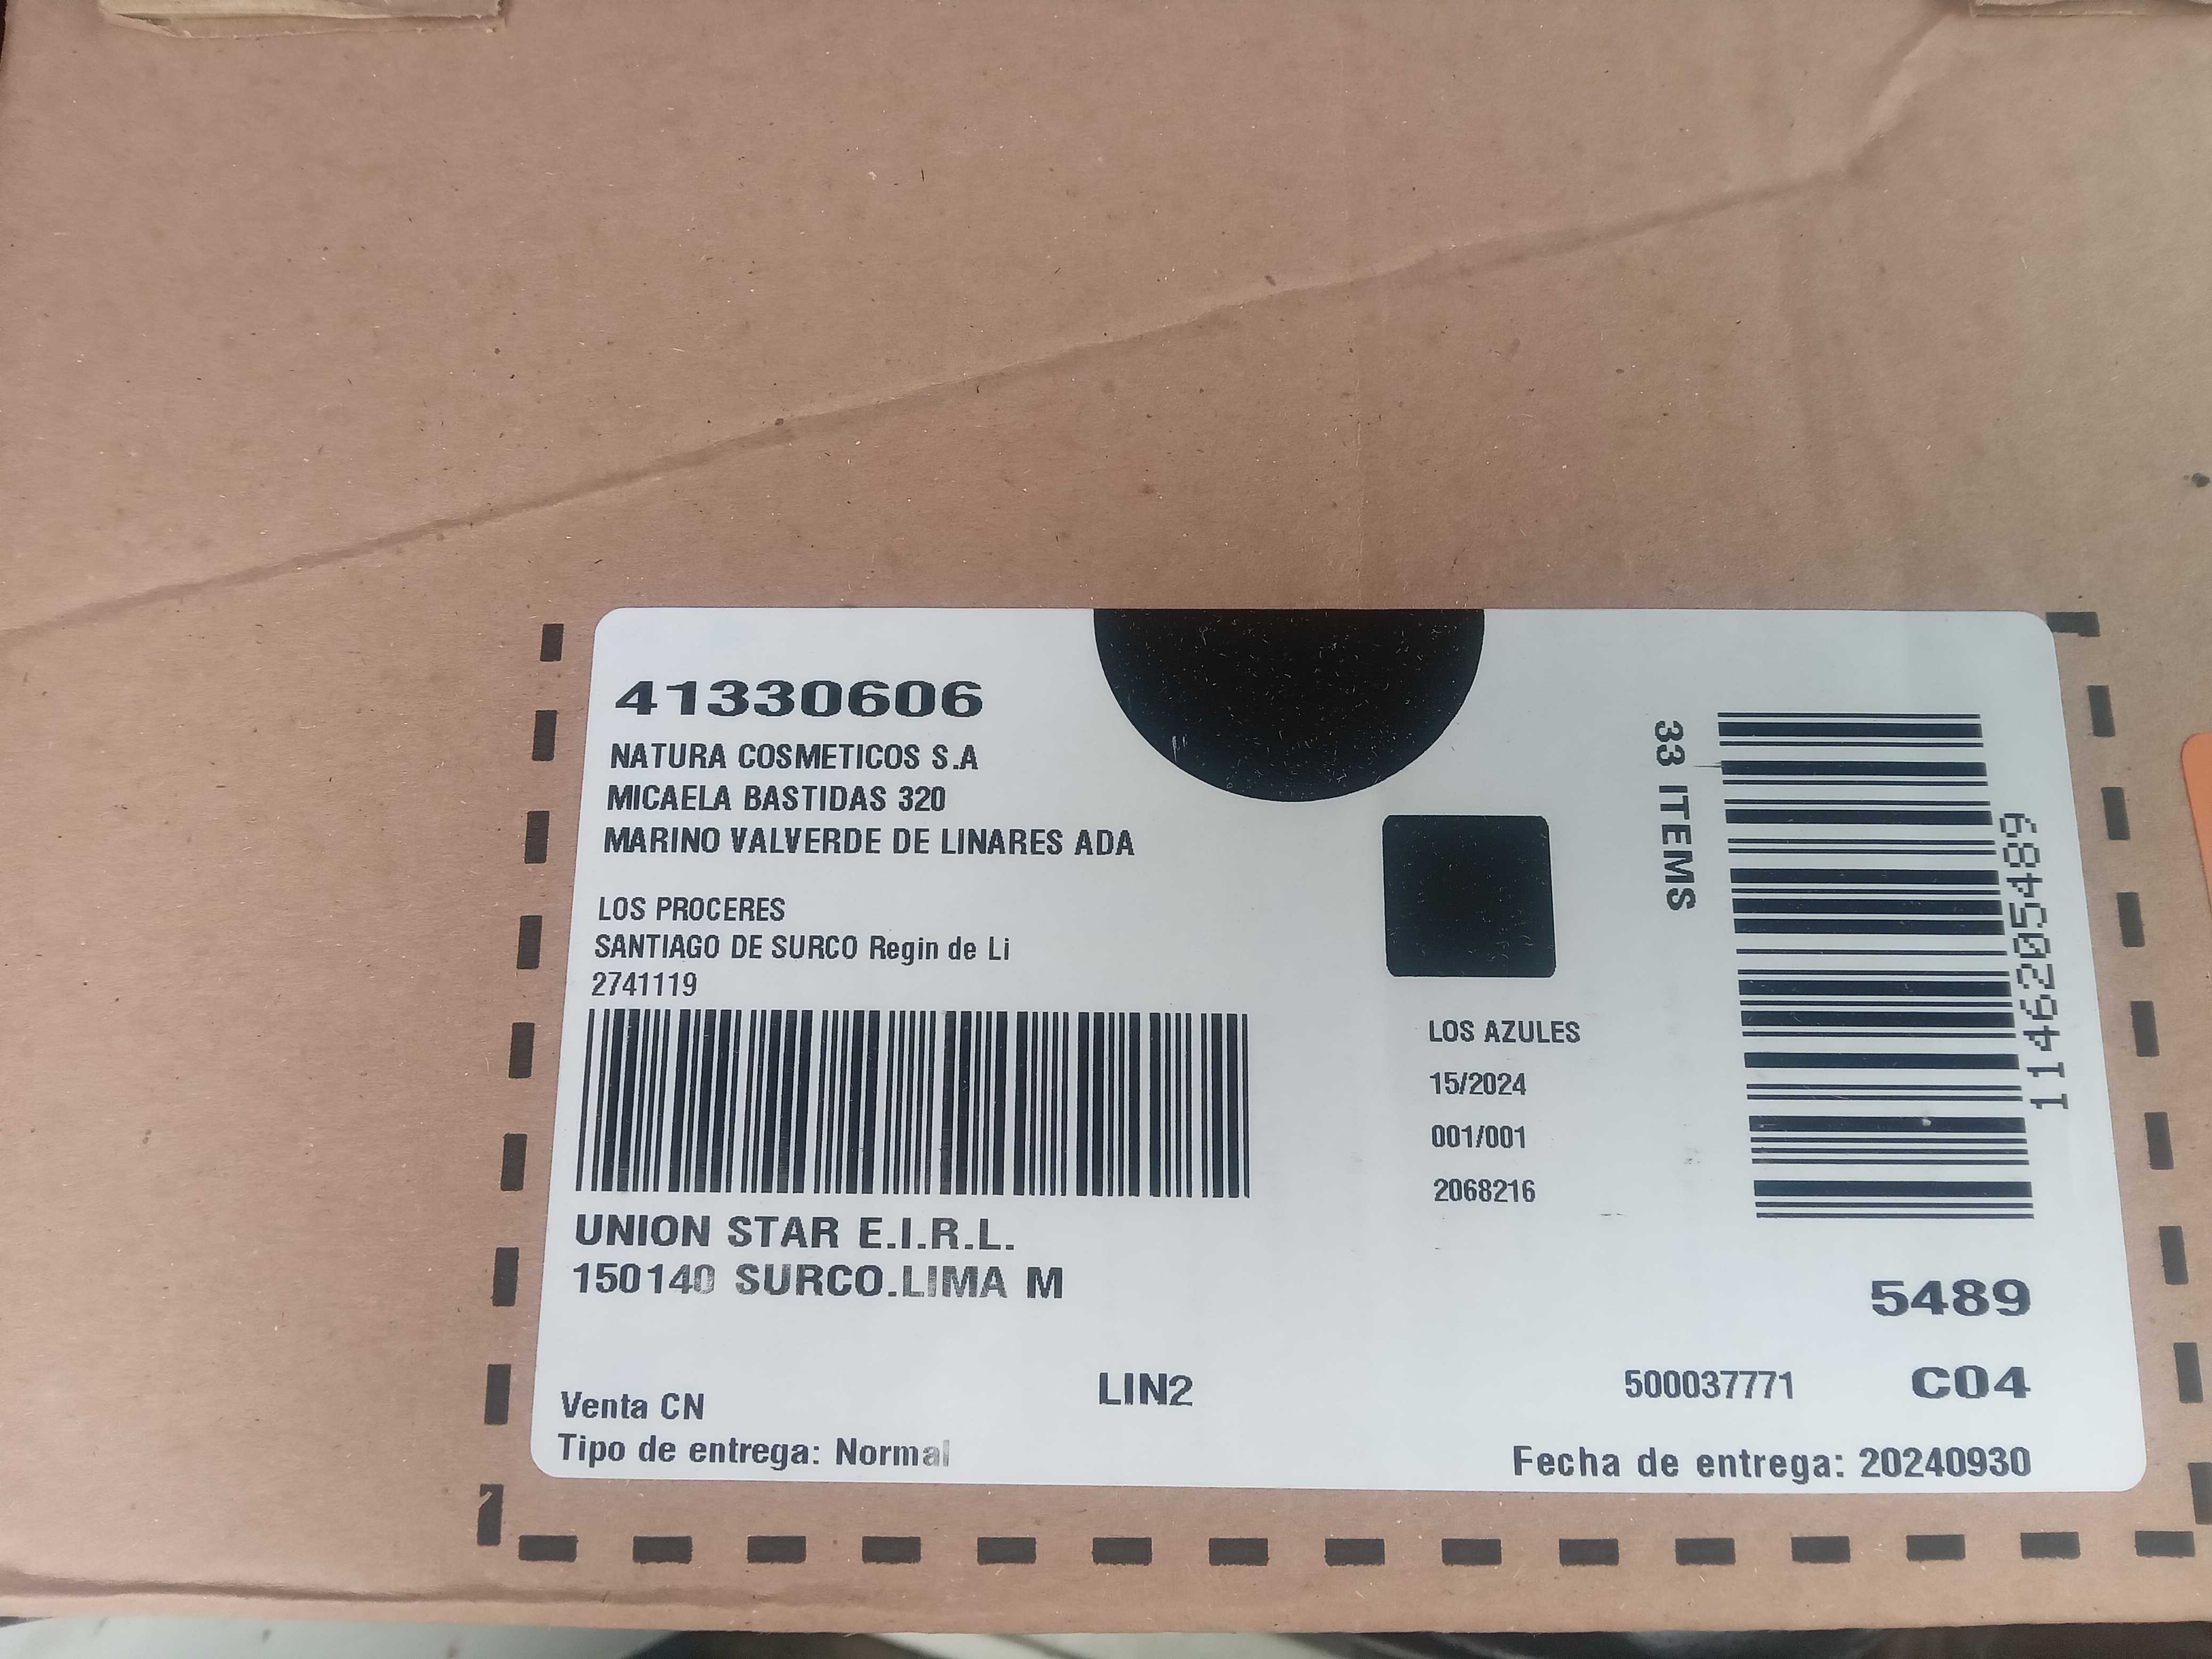 41330606
NATURA COSMETICOS S.A
MICAELA BASTIDAS 320
MARINO VALVERDE DE LINARES ADA
LOS PROCERES
SANTIAGO DE SURCO Regin de Li
2741119
UNION STAR E.I.R.L.
150140 SURCO.LIMA M
Venta CN
Tipo de entrega: Normal
LIN2
LOS AZULES
15/2024
001/001
2068216
33 ITEMS
1146205489
5489
500037771 C04
Fecha de entrega: 20240930